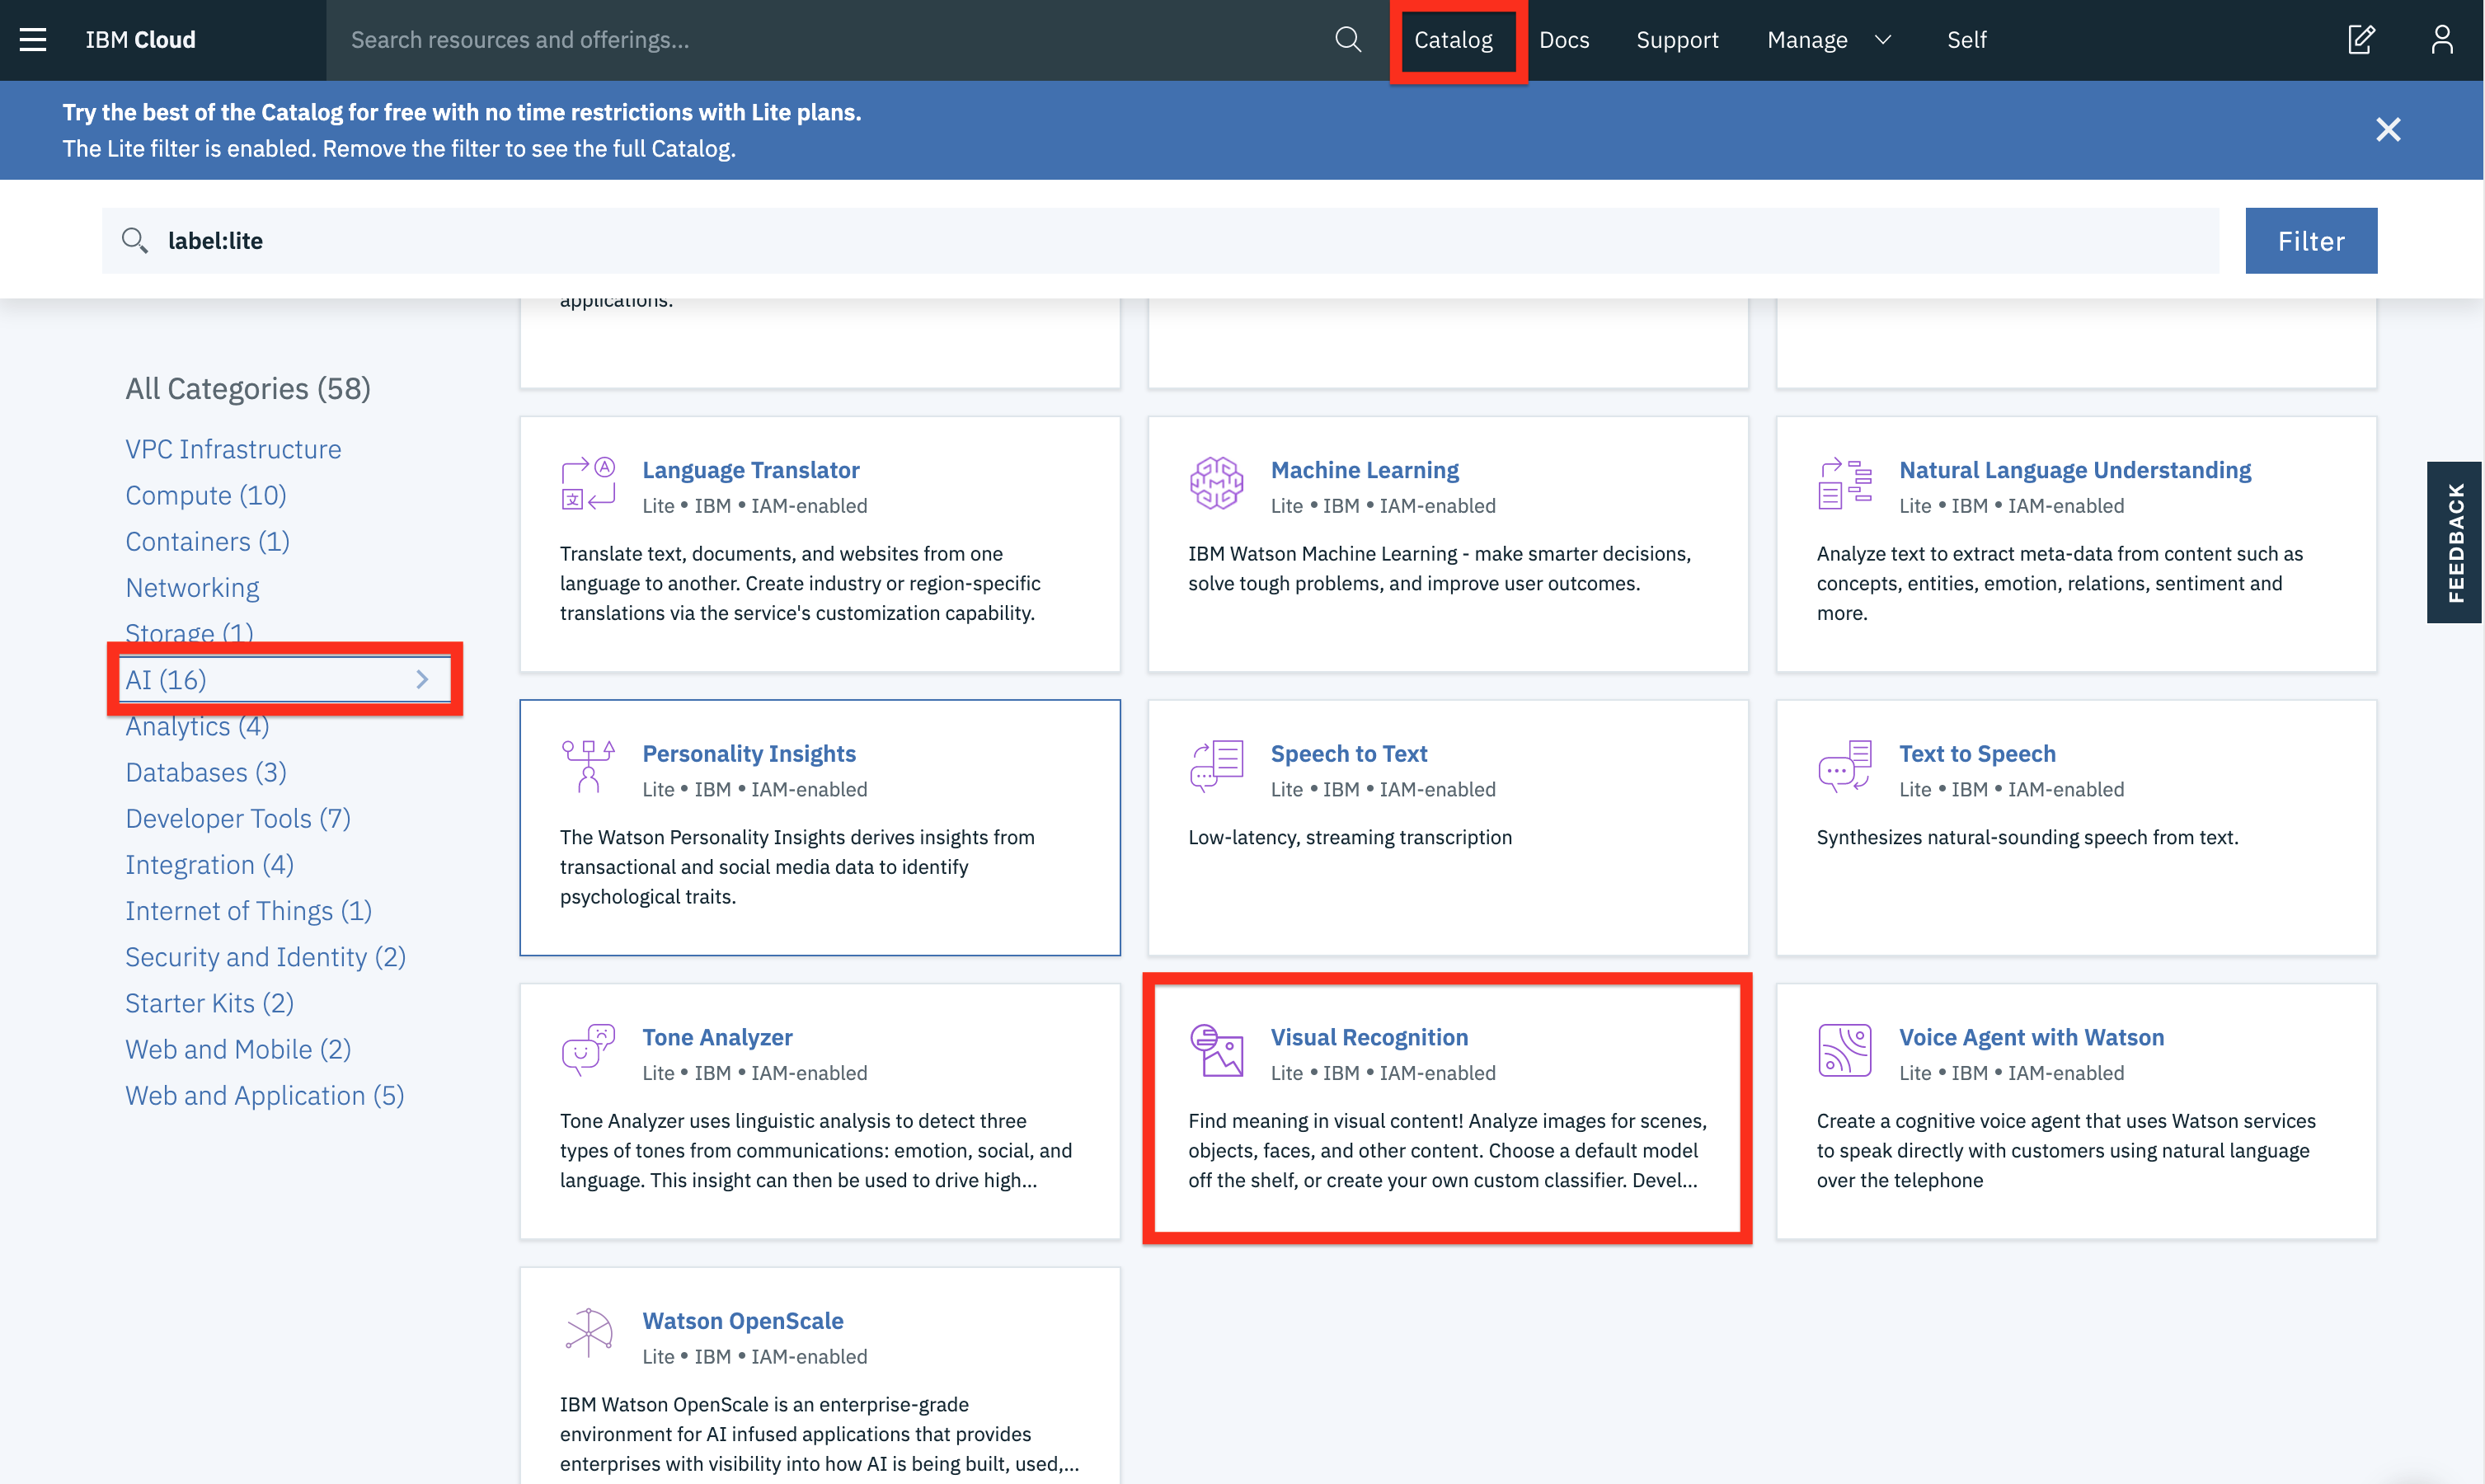 IBM Cloud
Search resources and offerings...
Catalog
Docs
Support
Manage
Self
Try the best of the Catalog for free with no time restrictions with Lite plans.
The Lite filter is enabled. Remove the filter to see the full Catalog.
label:lite
Filter
applications.
All Categories (58)
VPC Infrastructure
Compute (10)
Containers (1)
Networking
Storage (1)
AI (16)
Analytics (4)
Databases (3)
Developer Tools (7)
Integration (4)
Internet of Things (1)
Security and Identity (2)
Starter Kits (2)
Web and Mobile (2)
Web and Application (5)
Language Translator
Lite • IBM • IAM-enabled
Translate text, documents, and websites from one
language to another. Create industry or region-specific
translations via the service's customization capability.
Machine Learning
Lite • IBM • IAM-enabled
IBM Watson Machine Learning - make smarter decisions,
solve tough problems, and improve user outcomes.
Natural Language Understanding
Lite • IBM • IAM-enabled
Analyze text to extract meta-data from content such as
concepts, entities, emotion, relations, sentiment and
more.
Personality Insights
Lite • IBM • IAM-enabled
The Watson Personality Insights derives insights from
transactional and social media data to identify
psychological traits.
Speech to Text
Lite • IBM • IAM-enabled
Low-latency, streaming transcription
Text to Speech
Lite • IBM • IAM-enabled
Synthesizes natural-sounding speech from text.
Tone Analyzer
Lite • IBM • IAM-enabled
Tone Analyzer uses linguistic analysis to detect three
types of tones from communications: emotion, social, and
language. This insight can then be used to drive high...
Visual Recognition
Lite • IBM • IAM-enabled
Find meaning in visual content! Analyze images for scenes,
objects, faces, and other content. Choose a default model
off the shelf, or create your own custom classifier. Devel...
Voice Agent with Watson
Lite • IBM • IAM-enabled
Create a cognitive voice agent that uses Watson services
to speak directly with customers using natural language
over the telephone
Watson OpenScale
Lite • IBM • IAM-enabled
IBM Watson OpenScale is an enterprise-grade
environment for AI infused applications that provides
enterprises with visibility into how AI is being built, used,...
FEEDBACK